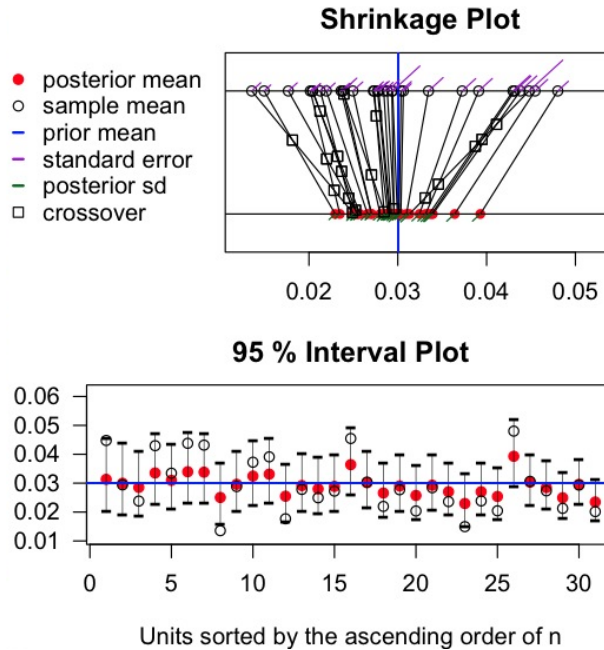 Shrinkage Plot
posterior mean
sample mean
prior mean
standard error
posterior sd
crossover
0.02 0.03 0.04 0.05
95 % Interval Plot
0.06
0.05
0.04
0.03
0.02
0.01
0 5 10 15 20 25 30
Units sorted by the ascending order of n